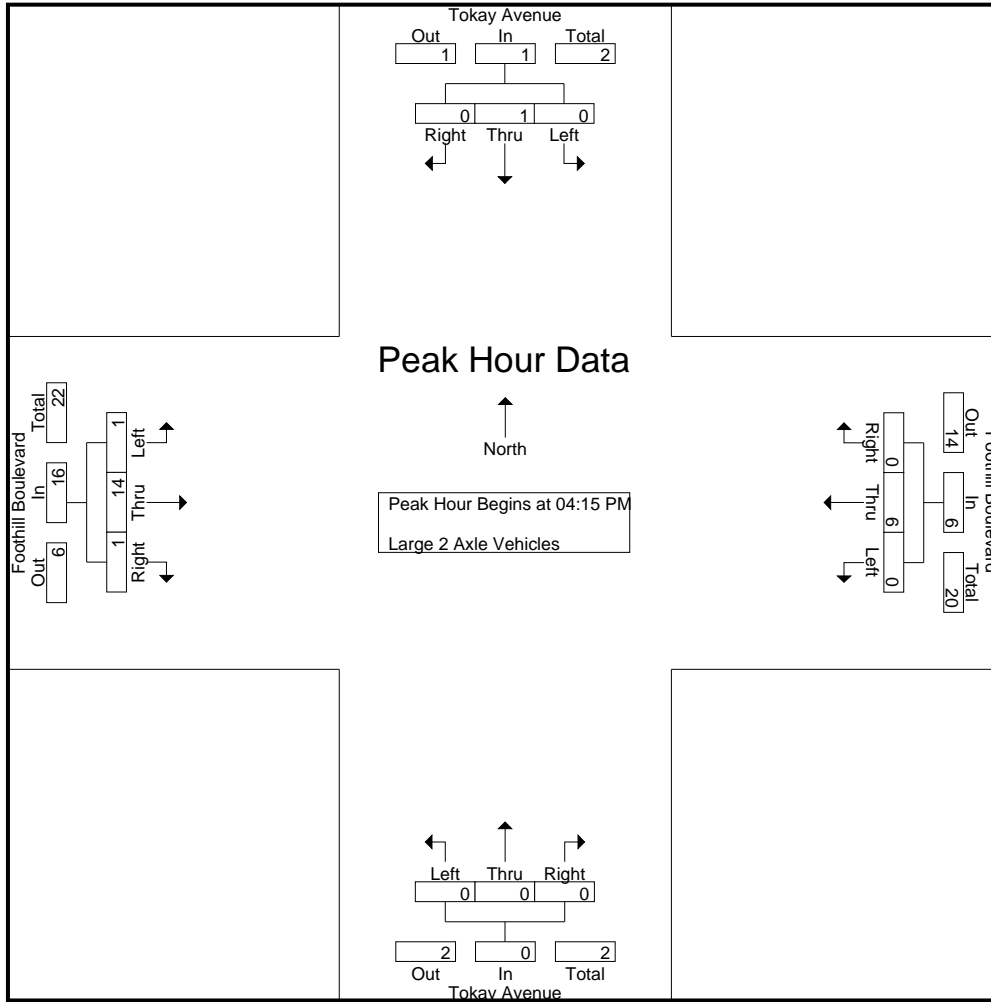 Tokay Avenue
Out In Total
1 1 2
0 1 0
Right Thru Left
Peak Hour Data
North
Peak Hour Begins at 04:15 PM
Large 2 Axle Vehicles
Foothill Boulevard
Out In Total
6 16 22
1 14 1
Left Thru Right
Foothill Boulevard
Out In Total
14 6 20
0 6 0
Right Thru Left
Left Thru Right
0 0 0
2 0 2
Out In Total
Tokay Avenue